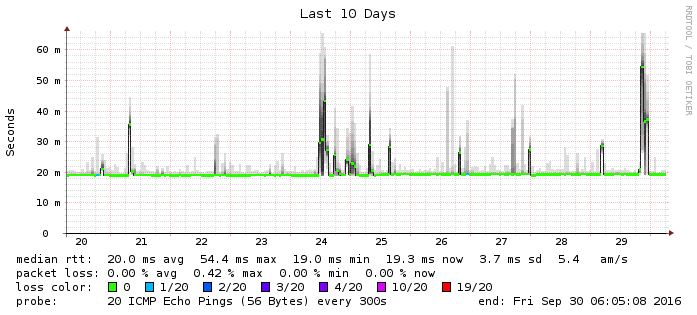 Last 10 Days
RRDTOOL / TOBI OETIKER
Seconds
60 m
50 m
40 m
30 m
20 m
10 m
0
20 21 22 23 24 25 26 27 28 29
median rtt: 20.0 ms avg 54.4 ms max 19.0 ms min 19.3 ms now 3.7 ms sd 5.4 am/s
packet loss: 0.00 % avg 0.42 % max 0.00 % min 0.00 % now
loss color: 0 1/20 2/20 3/20 4/20 10/20 19/20
probe: 20 ICMP Echo Pings (56 Bytes) every 300s end: Fri Sep 30 06:05:08 2016